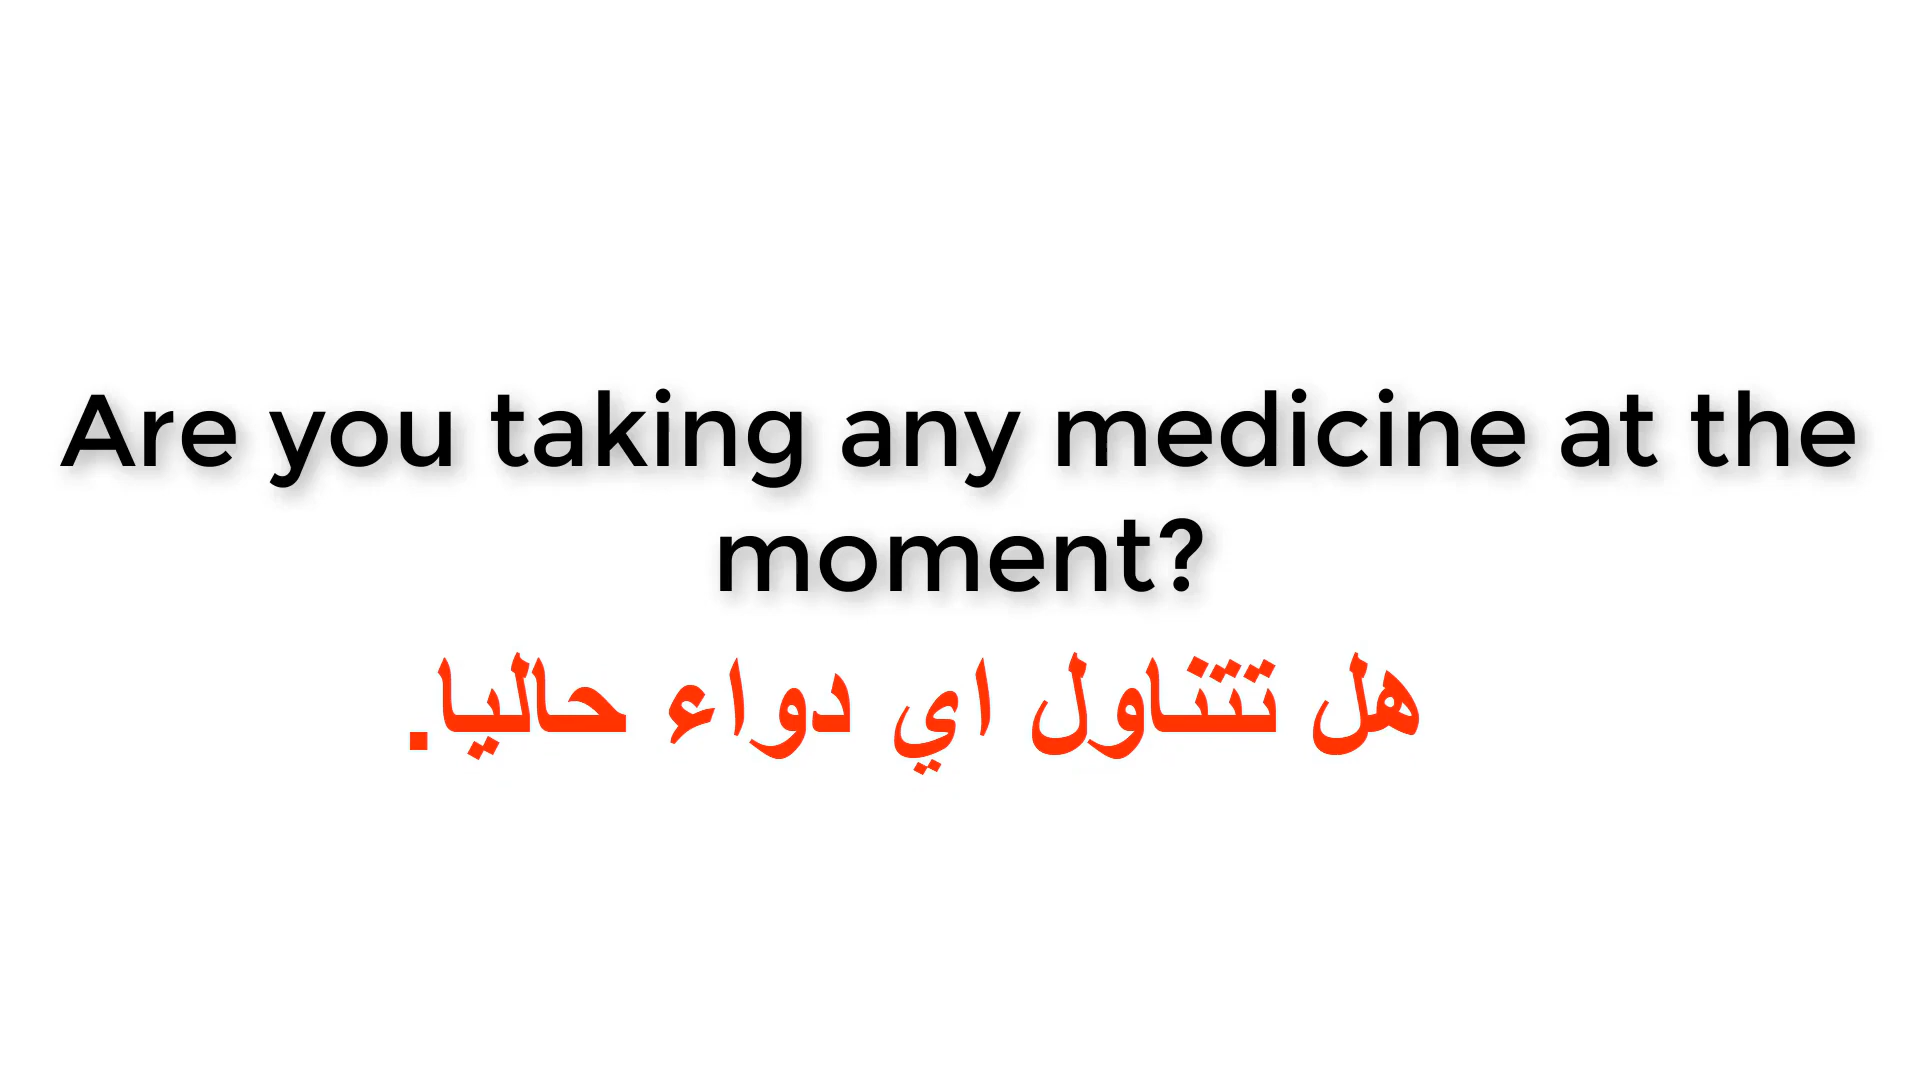 Are you taking any medicine at the
moment?
هل تتناول اي دواء حاليا.